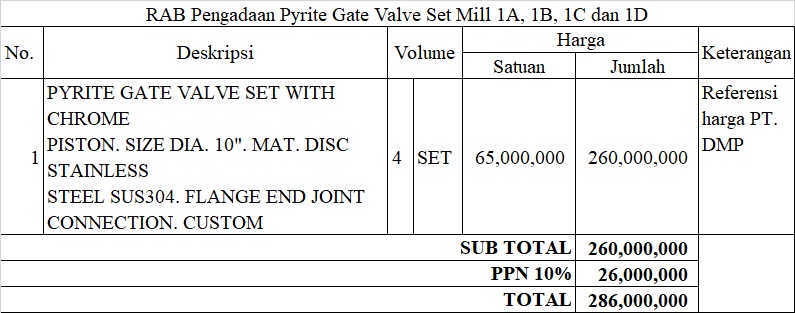 RAB Pengadaan Pyrite Gate Valve Set Mill 1A, 1B, 1C dan 1D
No. Deskripsi Volume Harga Keterangan
Satuan Jumlah
1 PYRITE GATE VALVE SET WITH
CHROME
PISTON. SIZE DIA. 10". MAT. DISC
STAINLESS
STEEL SUS304. FLANGE END JOINT
CONNECTION. CUSTOM
4 SET 65,000,000 260,000,000
Referensi
harga PT.
DMP
SUB TOTAL 260,000,000
PPN 10% 26,000,000
TOTAL 286,000,000